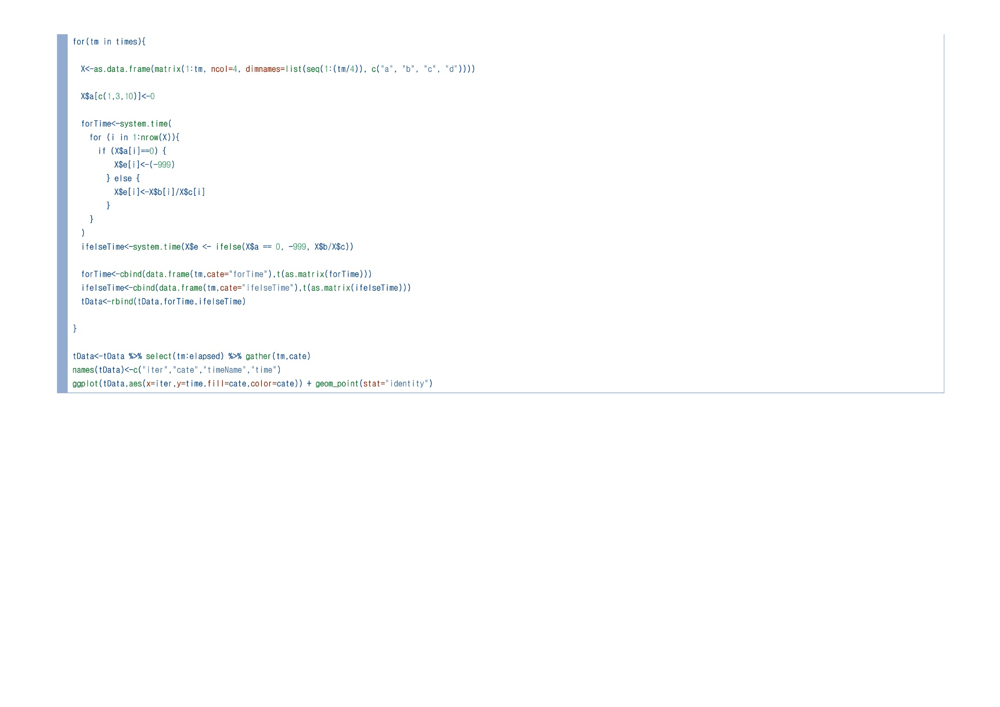 for(tm in times){
X<-as.data.frame(matrix(1:tm, ncol=4, dimnames=list(seq(1:(tm/4)), c("a", "b", "c", "d"))))
X$a[c(1,3,10)]<-0
forTime<-system.time(
for (i in 1:nrow(X)){
if (X$a[i]==0) {
X$e[i]<-(-999)
} else {
X$e[i]<-X$b[i]/X$c[i]
}
}
)
ifelseTime<-system.time(X$e <- ifelse(X$a == 0, -999, X$b/X$c))
forTime<-cbind(data.frame(tm,cate="forTime"),t(as.matrix(forTime)))
ifelseTime<-cbind(data.frame(tm,cate="ifelseTime"),t(as.matrix(ifelseTime)))
tData<-rbind(tData,forTime,ifelseTime)
}
tData<-tData %>% select(tm:elapsed) %>% gather(tm,cate)
names(tData)<-c("iter","cate","timeName","time")
ggplot(tData,aes(x=iter,y=time,fill=cate,color=cate)) + geom_point(stat="identity")